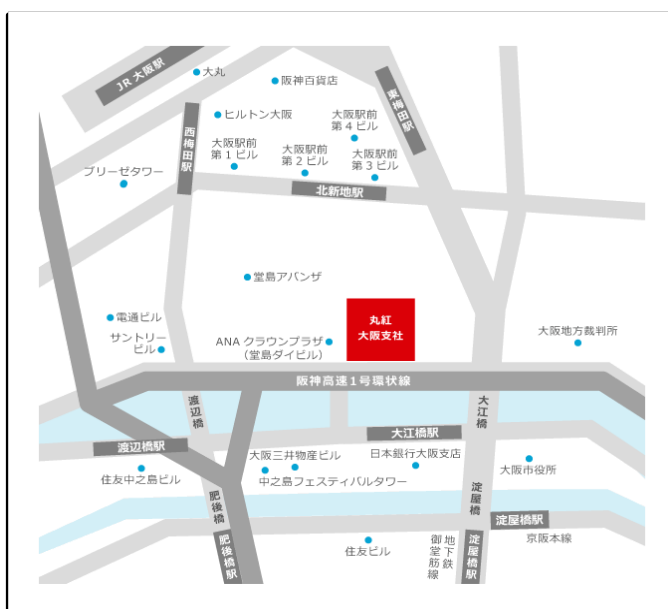 JR 大阪駅
大丸
阪神百貨店
東梅田駅
ヒルトン大阪
西梅田駅
大阪駅前
第4ビル
大阪駅前
第1ビル
大阪駅前
第2ビル
大阪駅前
第3ビル
ブリーゼタワー
北新地駅
堂島アバンザ
電通ビル
サントリー
ビル
ANA クラウンプラザ
(堂島ダイビル)
丸紅
大阪支社
大阪地方裁判所
阪神高速1号環状線
渡辺橋
大江橋
渡辺橋駅
大江橋駅
大阪三井物産ビル
日本銀行大阪支店
大阪市役所
住友中之島ビル
中之島フェスティバルタワー
肥後橋
淀屋橋
淀屋橋駅
京阪本線
肥後橋駅
住友ビル
地下鉄
御堂筋線
淀屋橋駅